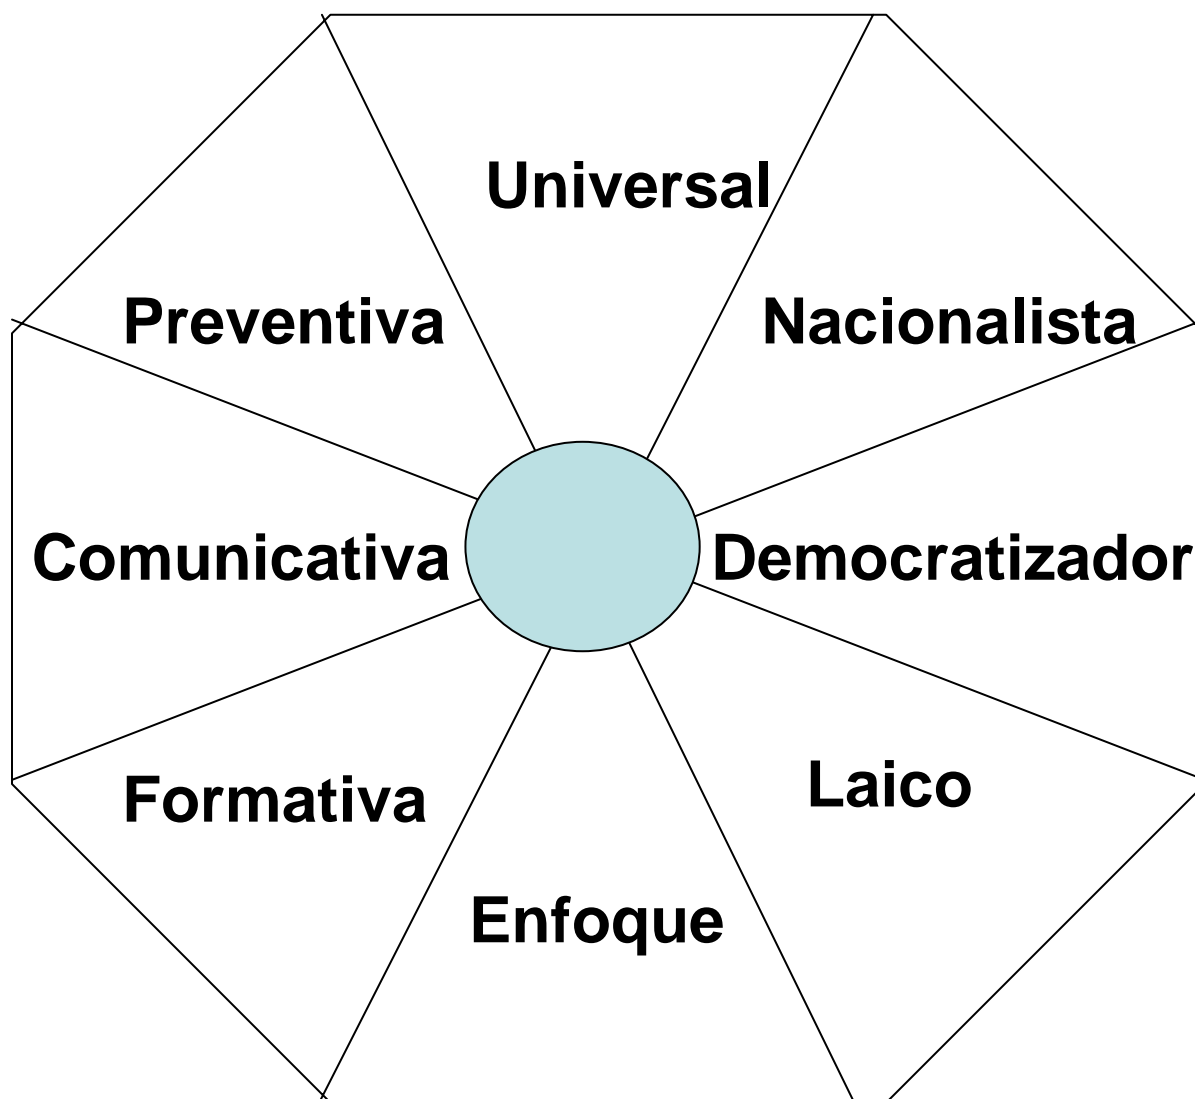 Universal
Preventiva
Nacionalista
Comunicativa
Democratizador
Formativa
Laico
Enfoque